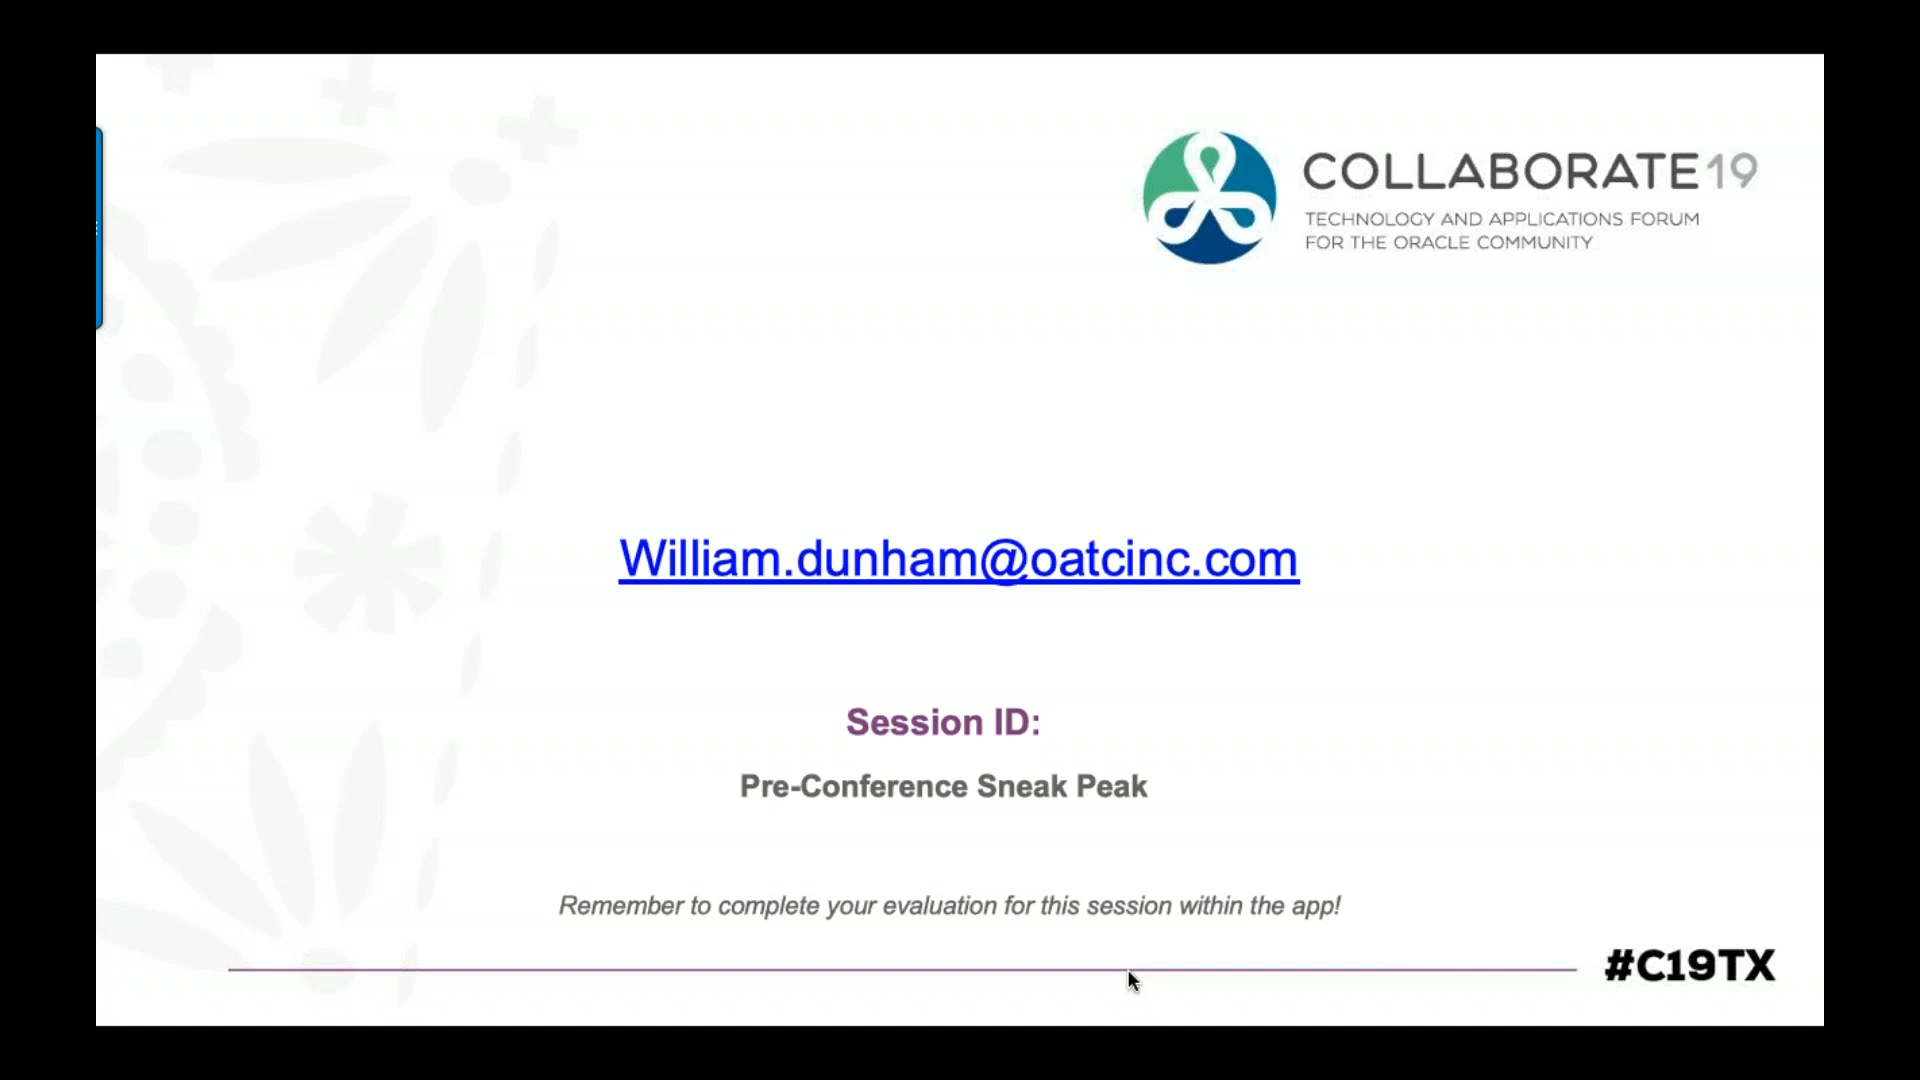 COLLABORATE19
TECHNOLOGY AND APPLICATIONS FORUM
FOR THE ORACLE COMMUNITY
William.dunham@oatcinc.com
Session ID:
Pre-Conference Sneak Peak
Remember to complete your evaluation for this session within the app!
#C19TX